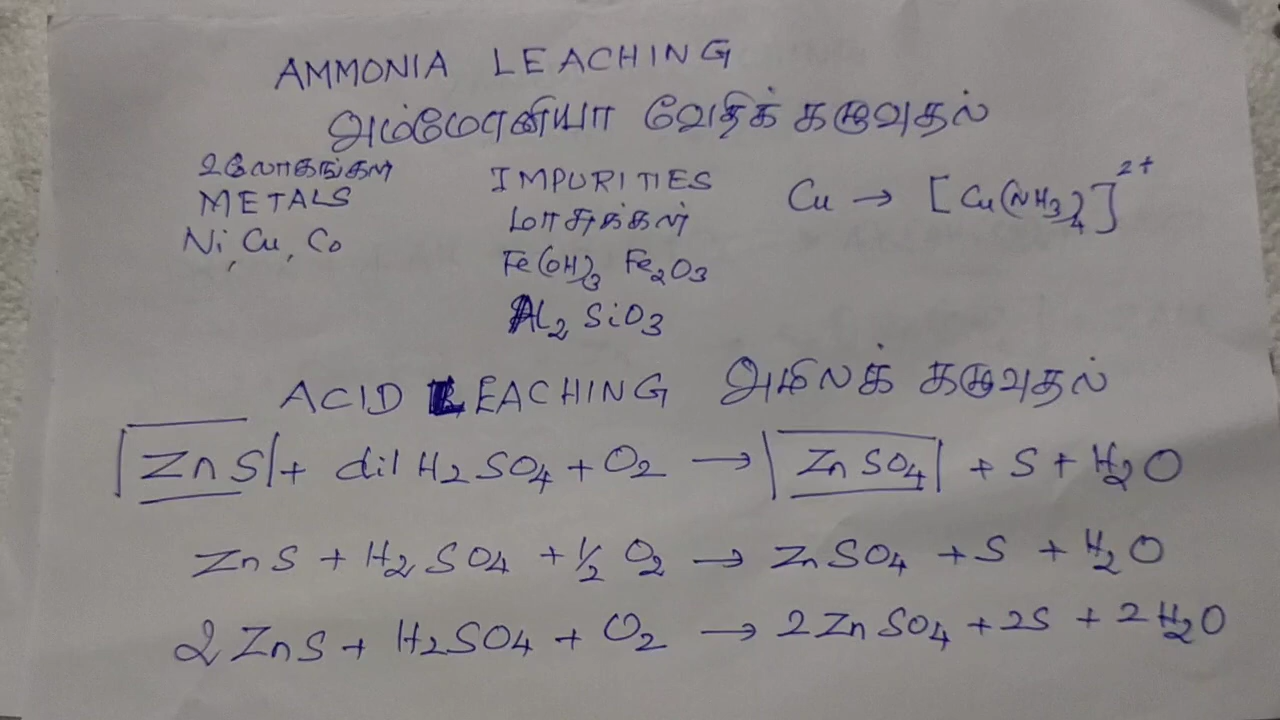 AMMONIA LEACHING
அம்மோனியா வேதிக் கழுவுதல்
உலோகங்கள்
METALS
Ni, Cu, Co
IMPURITIES
மாசுக்கள்
Fe(OH)₃ Fe₂O₃
Al₂ SiO₃
Cu → [Cu(NH₃)₄]²⁺
ACID LEACHING அமிலக் கழுவுதல்
ZnS + dil H₂SO₄ + O₂ → ZnSO₄ + S + H₂O
ZnS + H₂SO₄ + ½ O₂ → ZnSO₄ + S + H₂O
2ZnS + H₂SO₄ + O₂ → 2ZnSO₄ + 2S + 2H₂O